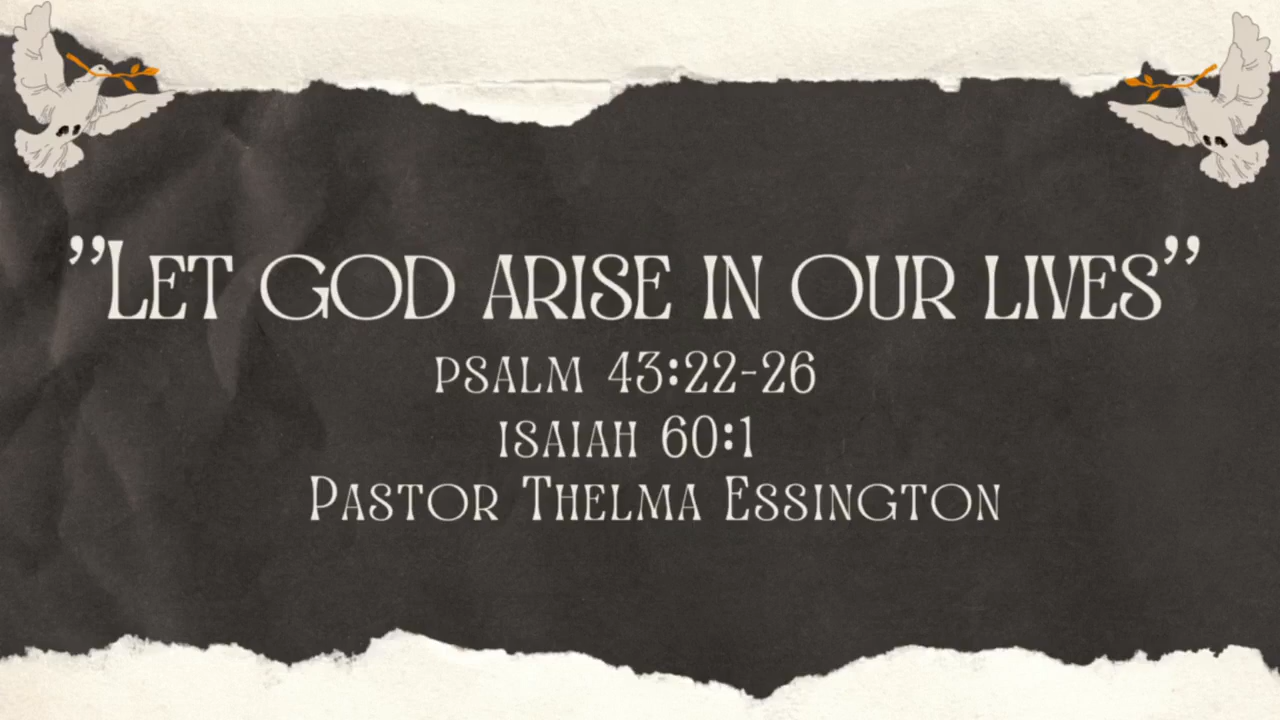 ”Let god arise in our lives”
psalm 43:22-26
isaiah 60:1
Pastor Thelma Essington